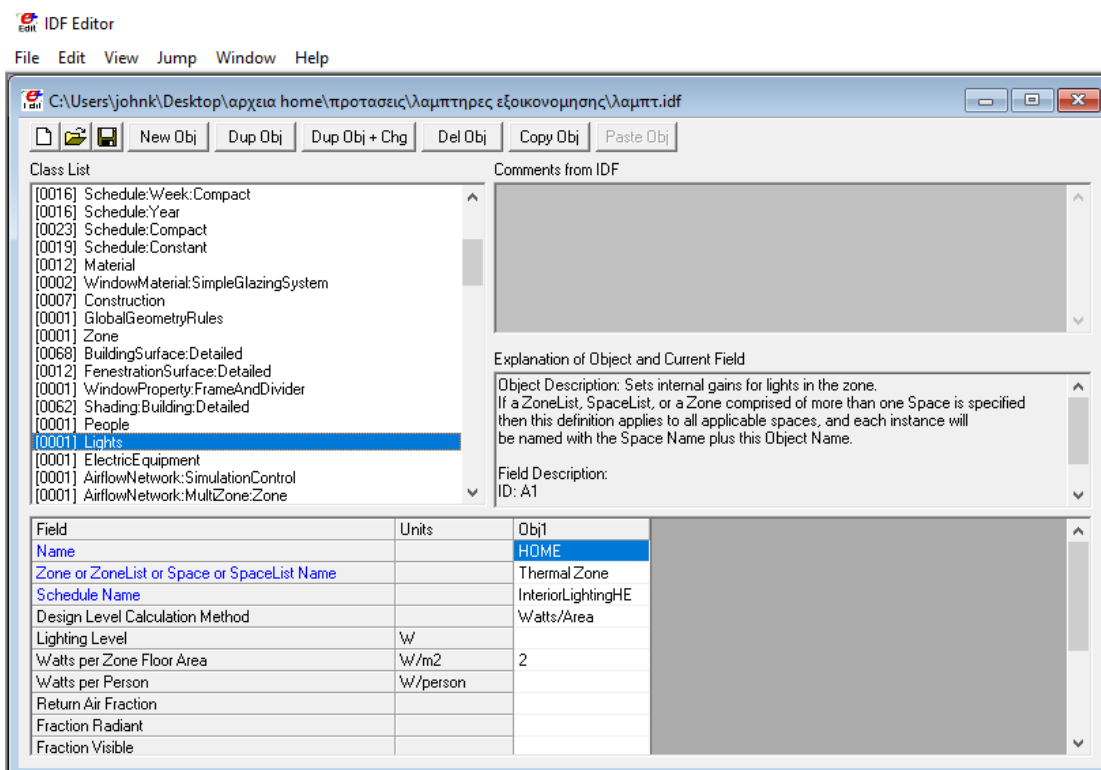 IDF Editor
File Edit View Jump Window Help
C:\Users\johnk\Desktop\αρχεια home\προτασεις\λαμπτηρες εξοικονομησης\λαμπτ.idf
New Obj Dup Obj Dup Obj + Chg Del Obj Copy Obj Paste Obj
Class List
[0016] Schedule:Week:Compact
[0016] Schedule:Year
[0023] Schedule:Compact
[0019] Schedule:Constant
[0012] Material
[0002] WindowMaterial:SimpleGlazingSystem
[0007] Construction
[0001] GlobalGeometryRules
[0001] Zone
[0068] BuildingSurface:Detailed
[0012] FenestrationSurface:Detailed
[0001] WindowProperty:FrameAndDivider
[0062] Shading:Building:Detailed
[0001] People
[0001] Lights
[0001] ElectricEquipment
[0001] AirflowNetwork:SimulationControl
[0001] AirflowNetwork:MultiZone:Zone
Comments from IDF
Explanation of Object and Current Field
Object Description: Sets internal gains for lights in the zone.
If a ZoneList, SpaceList, or a Zone comprised of more than one Space is specified
then this definition applies to all applicable spaces, and each instance will
be named with the Space Name plus this Object Name.
Field Description:
ID: A1
Field Units Obj1
Name HOME
Zone or ZoneList or Space or SpaceList Name Thermal Zone
Schedule Name InteriorLightingHE
Design Level Calculation Method Watts/Area
Lighting Level W
Watts per Zone Floor Area W/m2 2
Watts per Person W/person
Return Air Fraction
Fraction Radiant
Fraction Visible